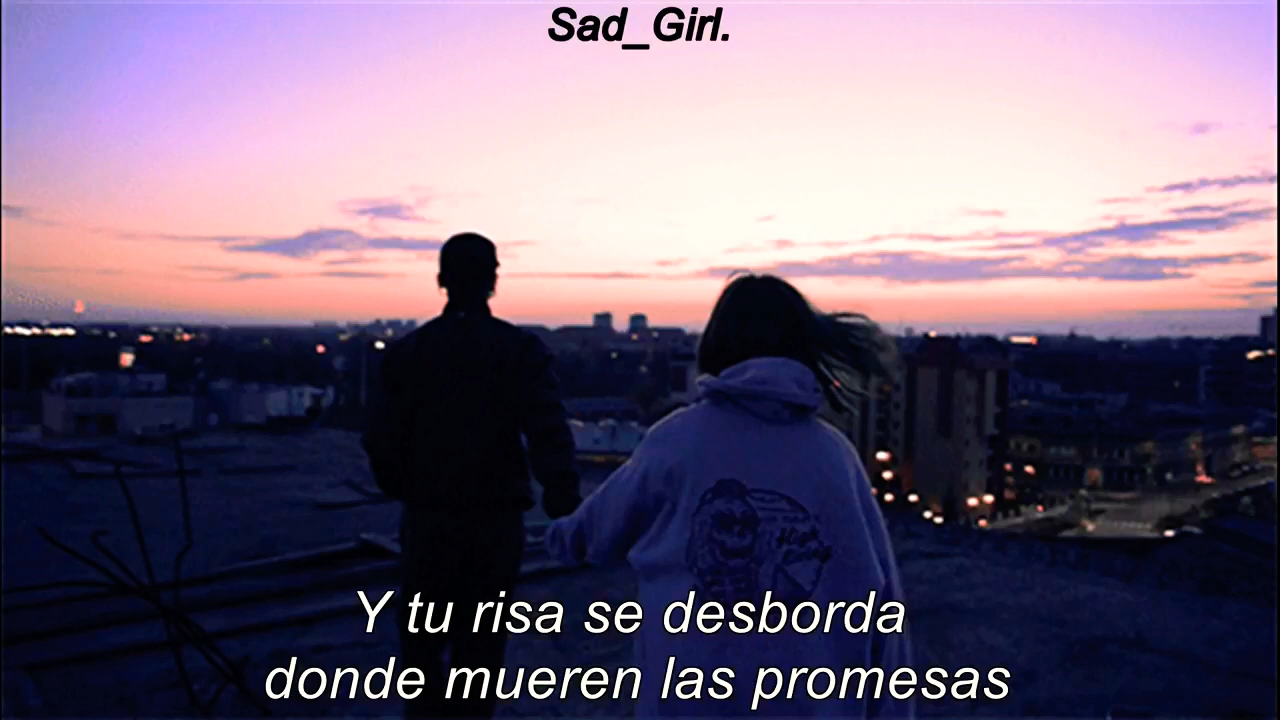 Sad_Girl.
Y tu risa se desborda
donde mueren las promesas